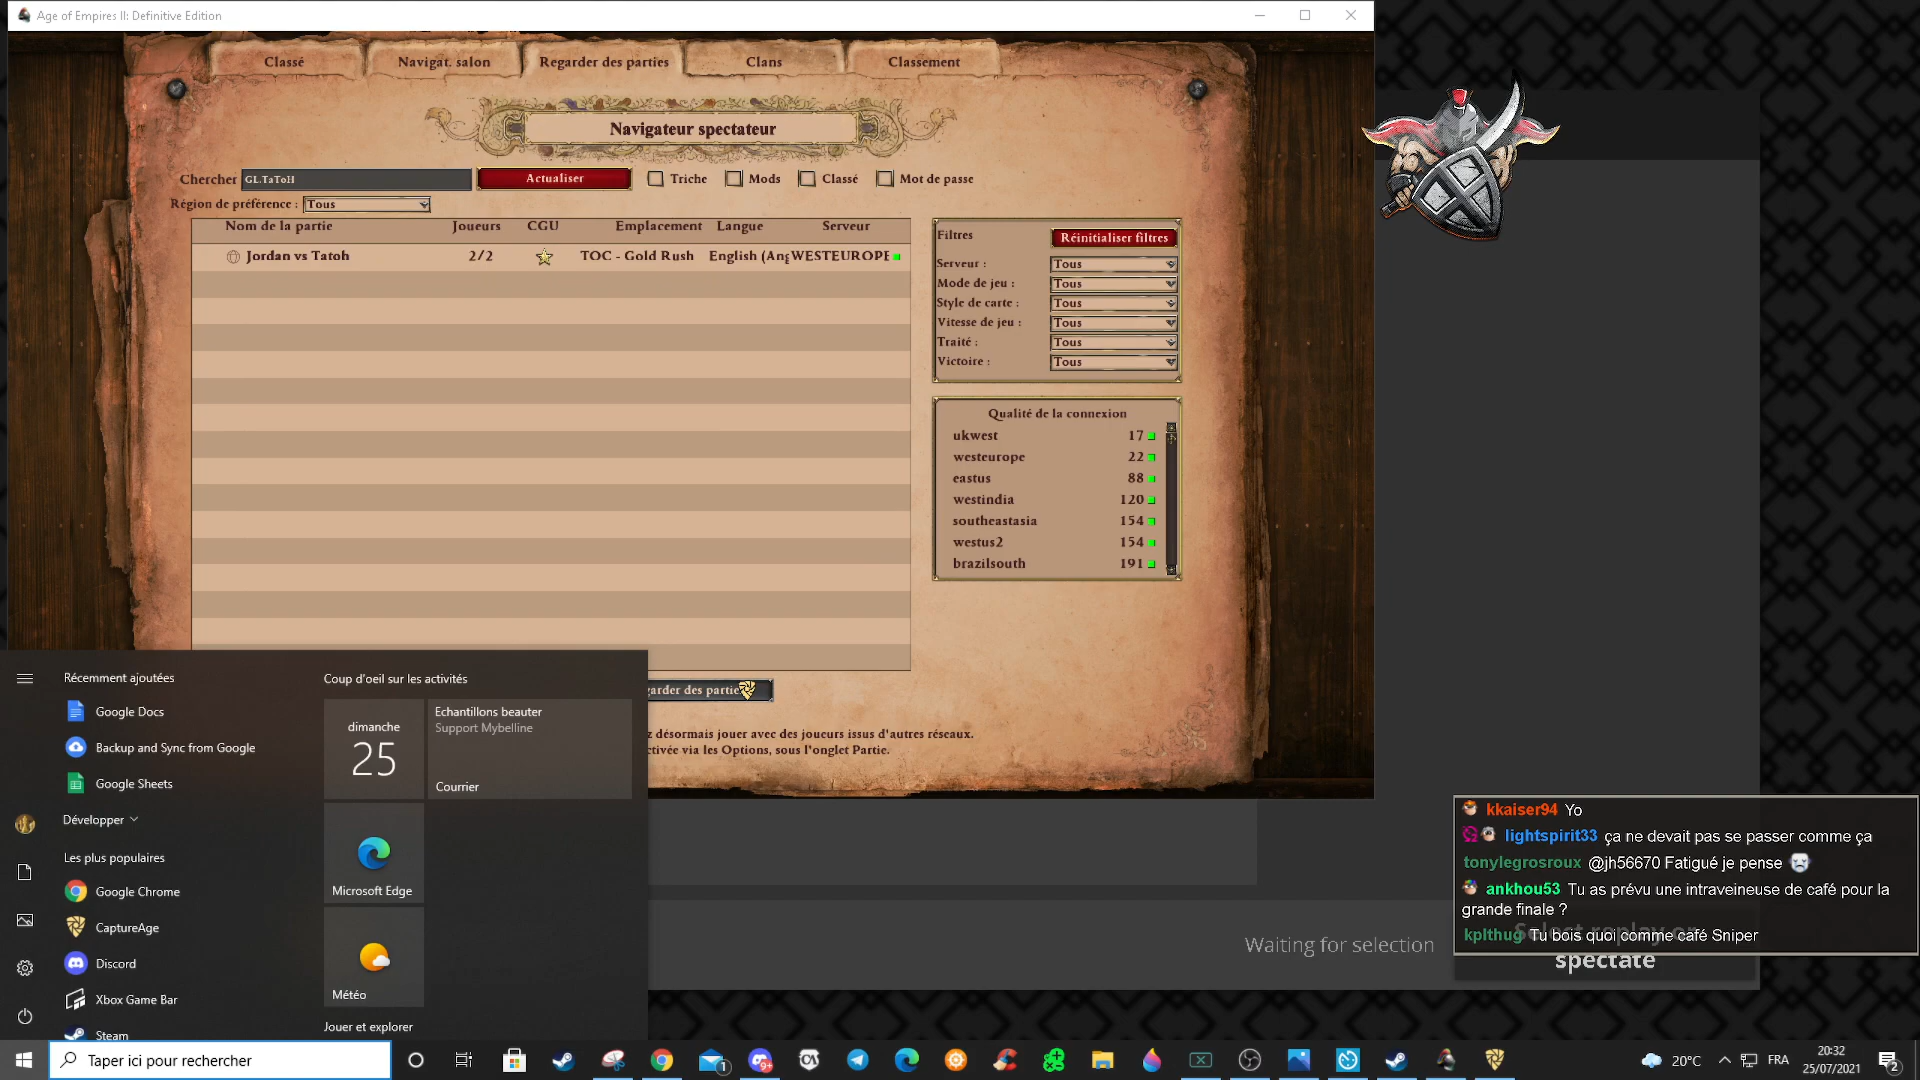 Age of Empires II: Definitive Edition
Classé
Navigat. salon
Regarder des parties
Clans
Classement
Navigateur spectateur
Chercher GL.TaToH
Actualiser
Triche
Mods
Classé
Mot de passe
Région de préférence : Tous
Nom de la partie Joueurs CGU Emplacement Langue Serveur
Jordan vs Tatoh 2/2 TOC - Gold Rush English (Ang WESTEUROPE
Filtres
Réinitialiser filtres
Serveur : Tous
Mode de jeu : Tous
Style de carte : Tous
Vitesse de jeu : Tous
Traité : Tous
Victoire : Tous
Qualité de la connexion
ukwest 17
westeurope 22
eastus 88
westindia 120
southeastasia 154
westus2 154
brazilsouth 191
garder des partie
z désormais jouer avec des joueurs issus d'autres réseaux.
ctivée via les Options, sous l'onglet Partie.
Récemment ajoutées
Google Docs
Backup and Sync from Google
Google Sheets
Développer
Les plus populaires
Google Chrome
CaptureAge
Discord
Xbox Game Bar
Steam
Coup d'oeil sur les activités
dimanche
25
Echantillons beauter
Support Mybelline
Courrier
Microsoft Edge
Météo
Jouer et explorer
kkaiser94 Yo
lightspirit33 ça ne devait pas se passer comme ça
tonylegrosroux @jh56670 Fatigué je pense
ankhou53 Tu as prévu une intraveineuse de café pour la
grande finale ?
kplthug Tu bois quoi comme café Sniper
Waiting for selection
Select replay or
spectate
Taper ici pour rechercher
1
9+
20°C
FRA
20:32
25/07/2021
2